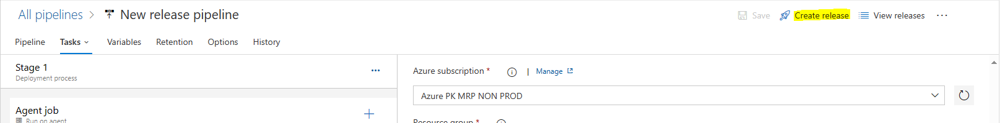 All pipelines > New release pipeline
Save Create release View releases ...
Pipeline Tasks Variables Retention Options History
Stage 1
Deployment process
Agent job
Run on agent
Azure subscription * | Manage
Azure PK MRP NON PROD
Resource group *